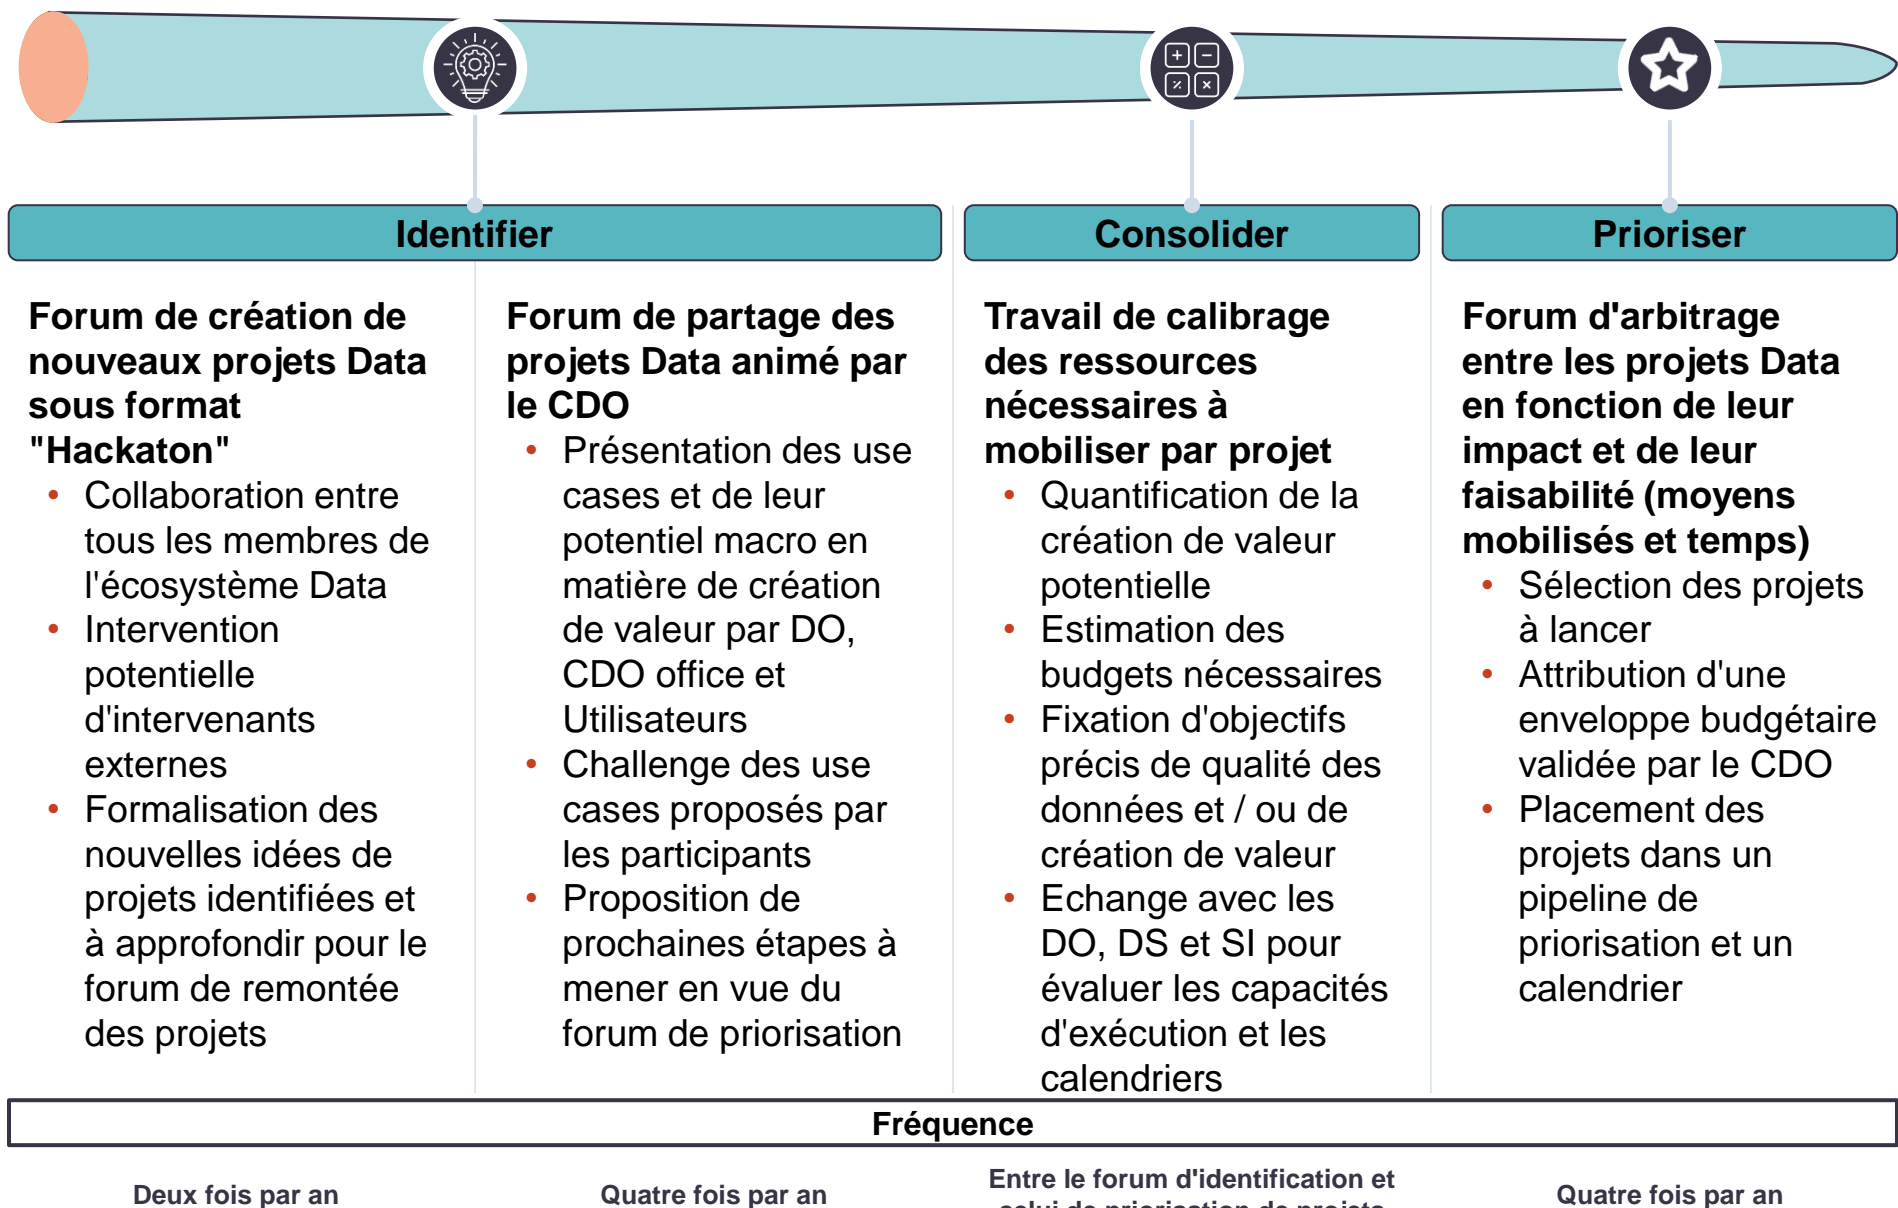 Identifier
Consolider
Prioriser
Forum de création de
nouveaux projets Data
sous format
"Hackaton"
• Collaboration entre
tous les membres de
l'écosystème Data
• Intervention
potentielle
d'intervenants
externes
• Formalisation des
nouvelles idées de
projets identifiées et
à approfondir pour le
forum de remontée
des projets
Forum de partage des
projets Data animé par
le CDO
• Présentation des use
cases et de leur
potentiel macro en
matière de création
de valeur par DO,
CDO office et
Utilisateurs
• Challenge des use
cases proposés par
les participants
• Proposition de
prochaines étapes à
mener en vue du
forum de priorisation
Travail de calibrage
des ressources
nécessaires à
mobiliser par projet
• Quantification de la
création de valeur
potentielle
• Estimation des
budgets nécessaires
• Fixation d'objectifs
précis de qualité des
données et / ou de
création de valeur
• Echange avec les
DO, DS et SI pour
évaluer les capacités
d'exécution et les
calendriers
Forum d'arbitrage
entre les projets Data
en fonction de leur
impact et de leur
faisabilité (moyens
mobilisés et temps)
• Sélection des projets
à lancer
• Attribution d'une
enveloppe budgétaire
validée par le CDO
• Placement des
projets dans un
pipeline de
priorisation et un
calendrier
Fréquence
Deux fois par an
Quatre fois par an
Entre le forum d'identification et
celui de priorisation de projets
Quatre fois par an